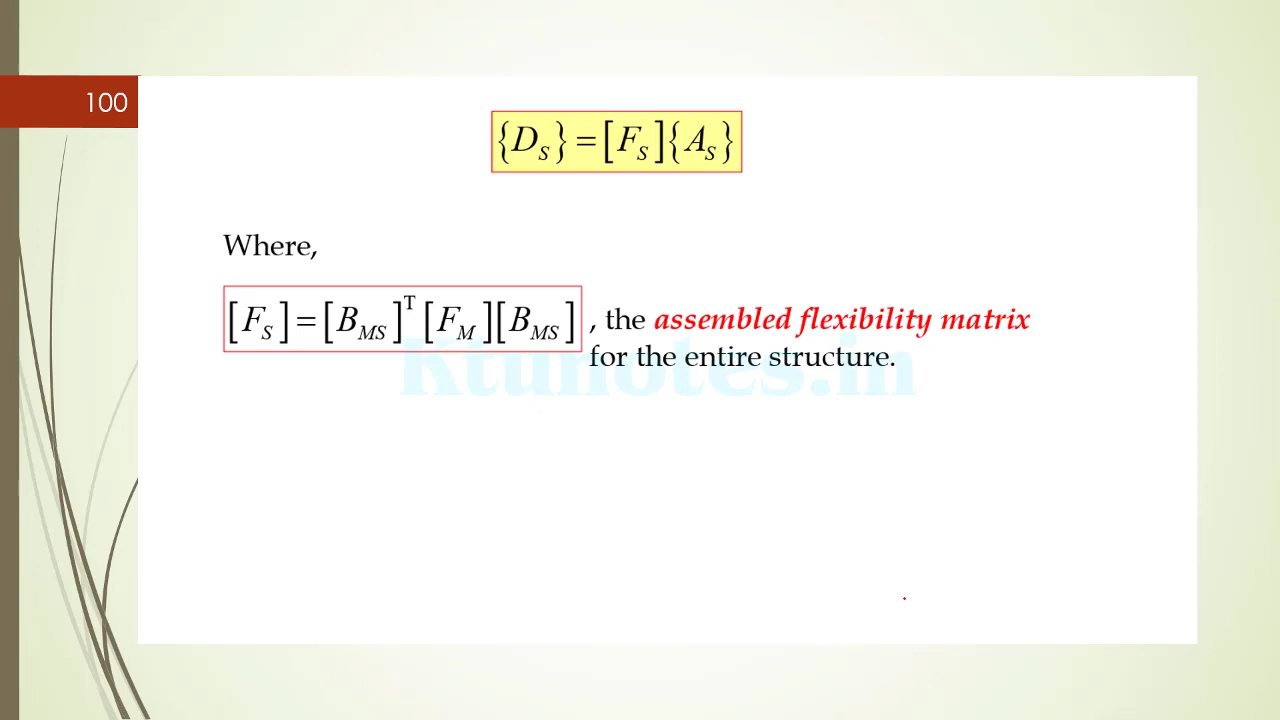 100
{D_S} = [F_S]{A_S}
Where,
[F_S] = [B_MS]^T [F_M][B_MS] , the assembled flexibility matrix
for the entire structure.
Ktunotes.in